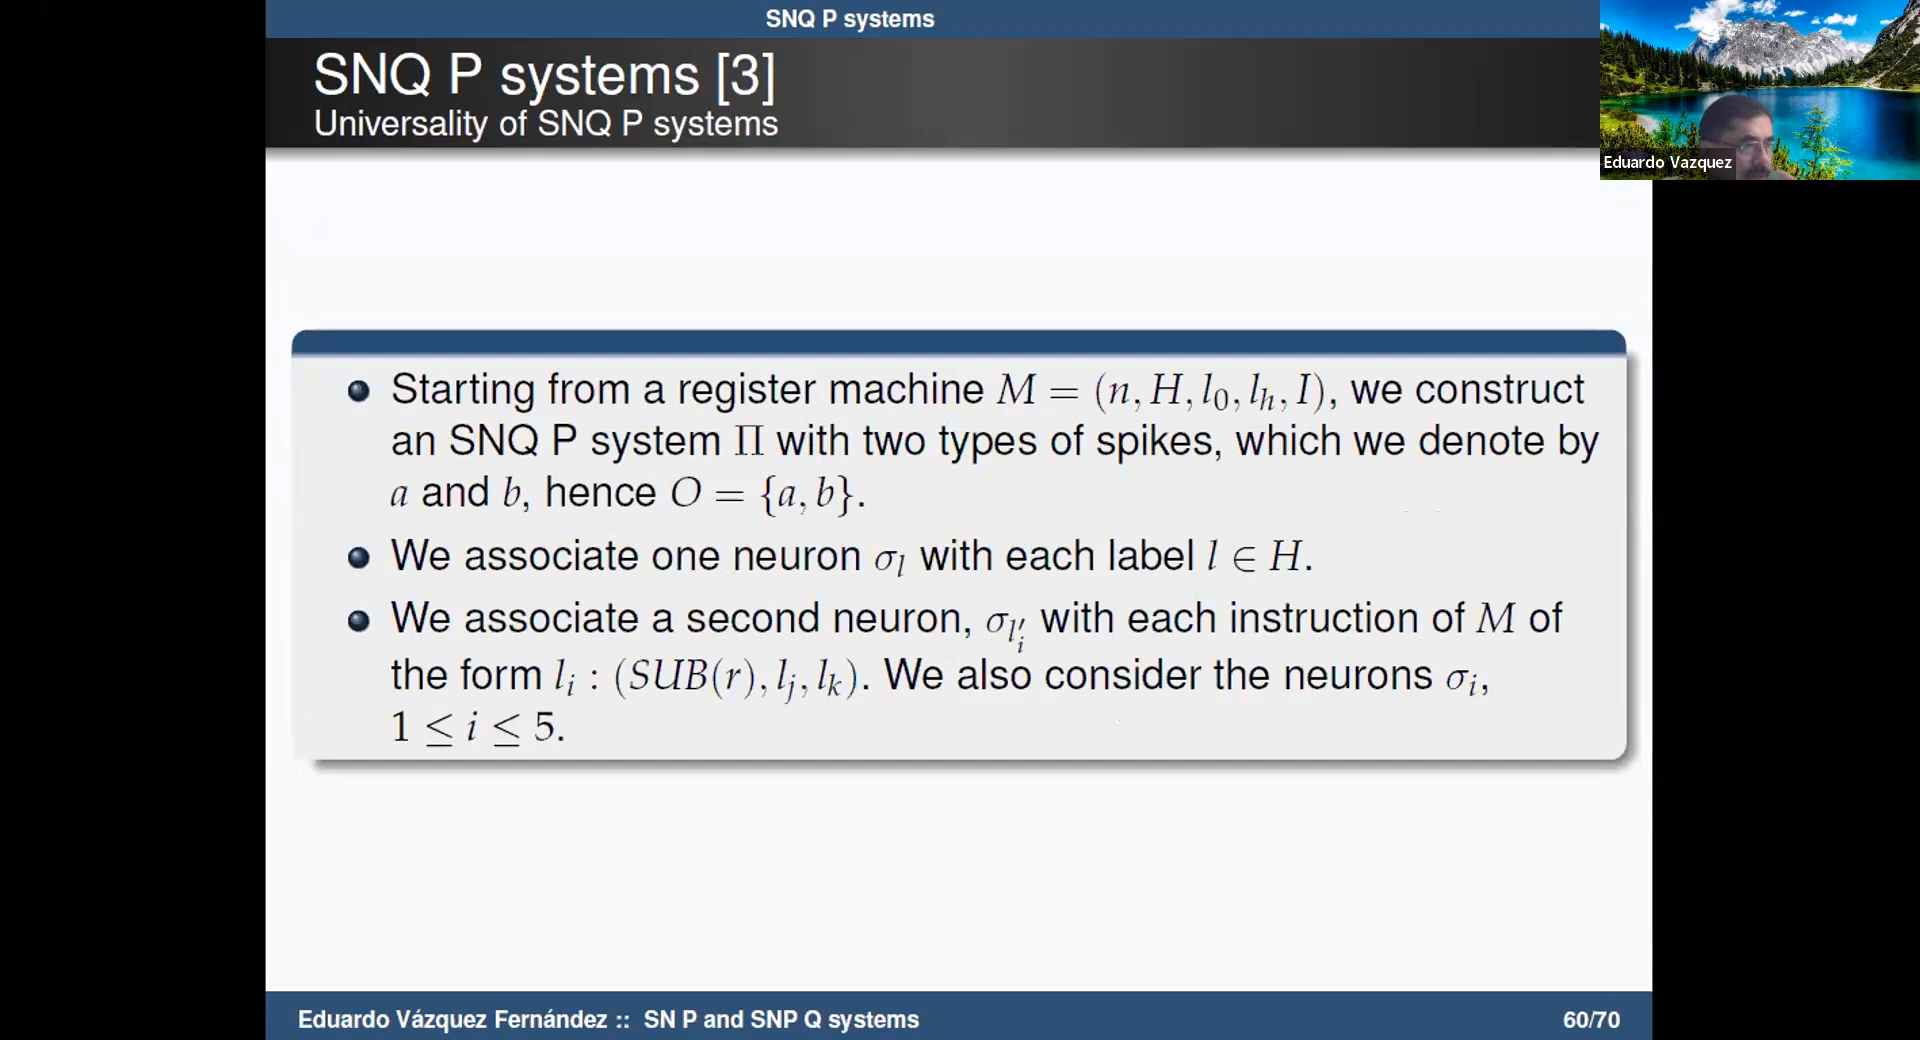 SNQ P systems
SNQ P systems [3]
Universality of SNQ P systems
Eduardo Vazquez
Starting from a register machine M = (n, H, l₀, lₕ, I), we construct
an SNQ P system Π with two types of spikes, which we denote by
a and b, hence O = {a, b}.
We associate one neuron σₗ with each label l ∈ H.
We associate a second neuron, σ_{l'ᵢ} with each instruction of M of
the form lᵢ : (SUB(r), lⱼ, lₖ). We also consider the neurons σᵢ,
1 ≤ i ≤ 5.
Eduardo Vázquez Fernández :: SN P and SNP Q systems
60/70